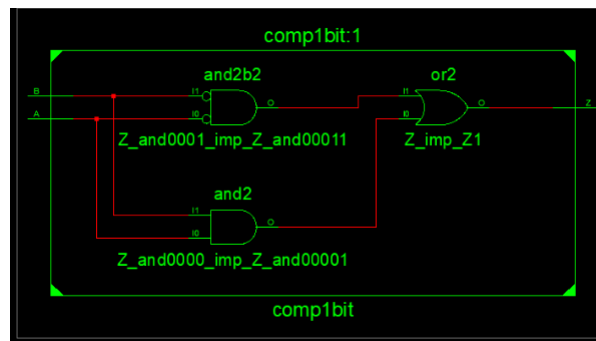 comp1bit:1
and2b2
or2
B
I1
O
I1
O
Z
A
I0
I0
Z_and0001_imp_Z_and00011
Z_imp_Z1
and2
I1
O
I0
Z_and0000_imp_Z_and00001
comp1bit